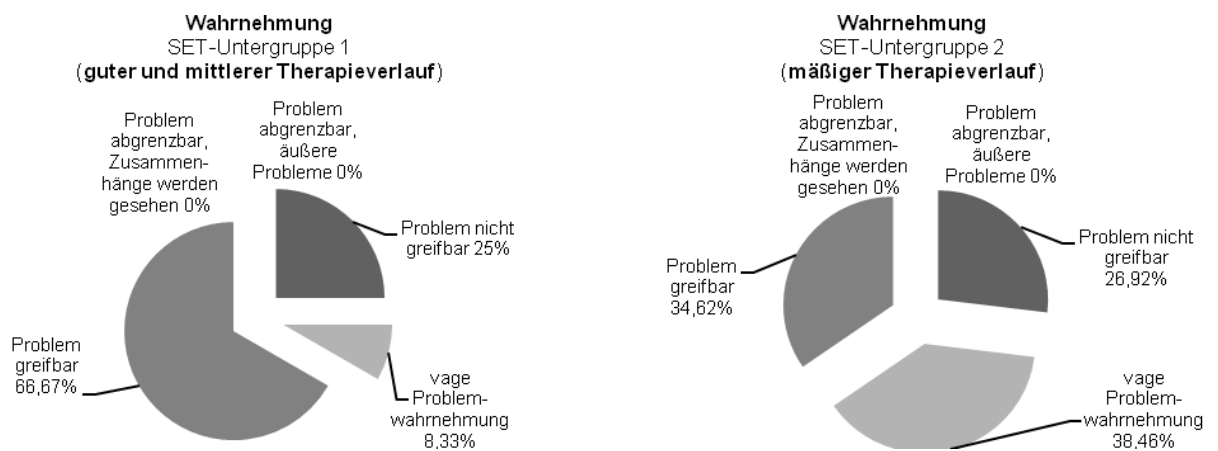 Wahrnehmung
SET-Untergruppe 1
(guter und mittlerer Therapieverlauf)
Problem
abgrenzbar,
Zusammen-
hänge werden
gesehen 0%
Problem
abgrenzbar,
äußere
Probleme 0%
Problem nicht
greifbar 25%
Problem
greifbar
66,67%
vage
Problem-
wahrnehmung
8,33%
Wahrnehmung
SET-Untergruppe 2
(mäßiger Therapieverlauf)
Problem
abgrenzbar,
Zusammen-
hänge werden
gesehen 0%
Problem
abgrenzbar,
äußere
Probleme 0%
Problem nicht
greifbar
26,92%
Problem
greifbar
34,62%
vage
Problem-
wahrnehmung
38,46%